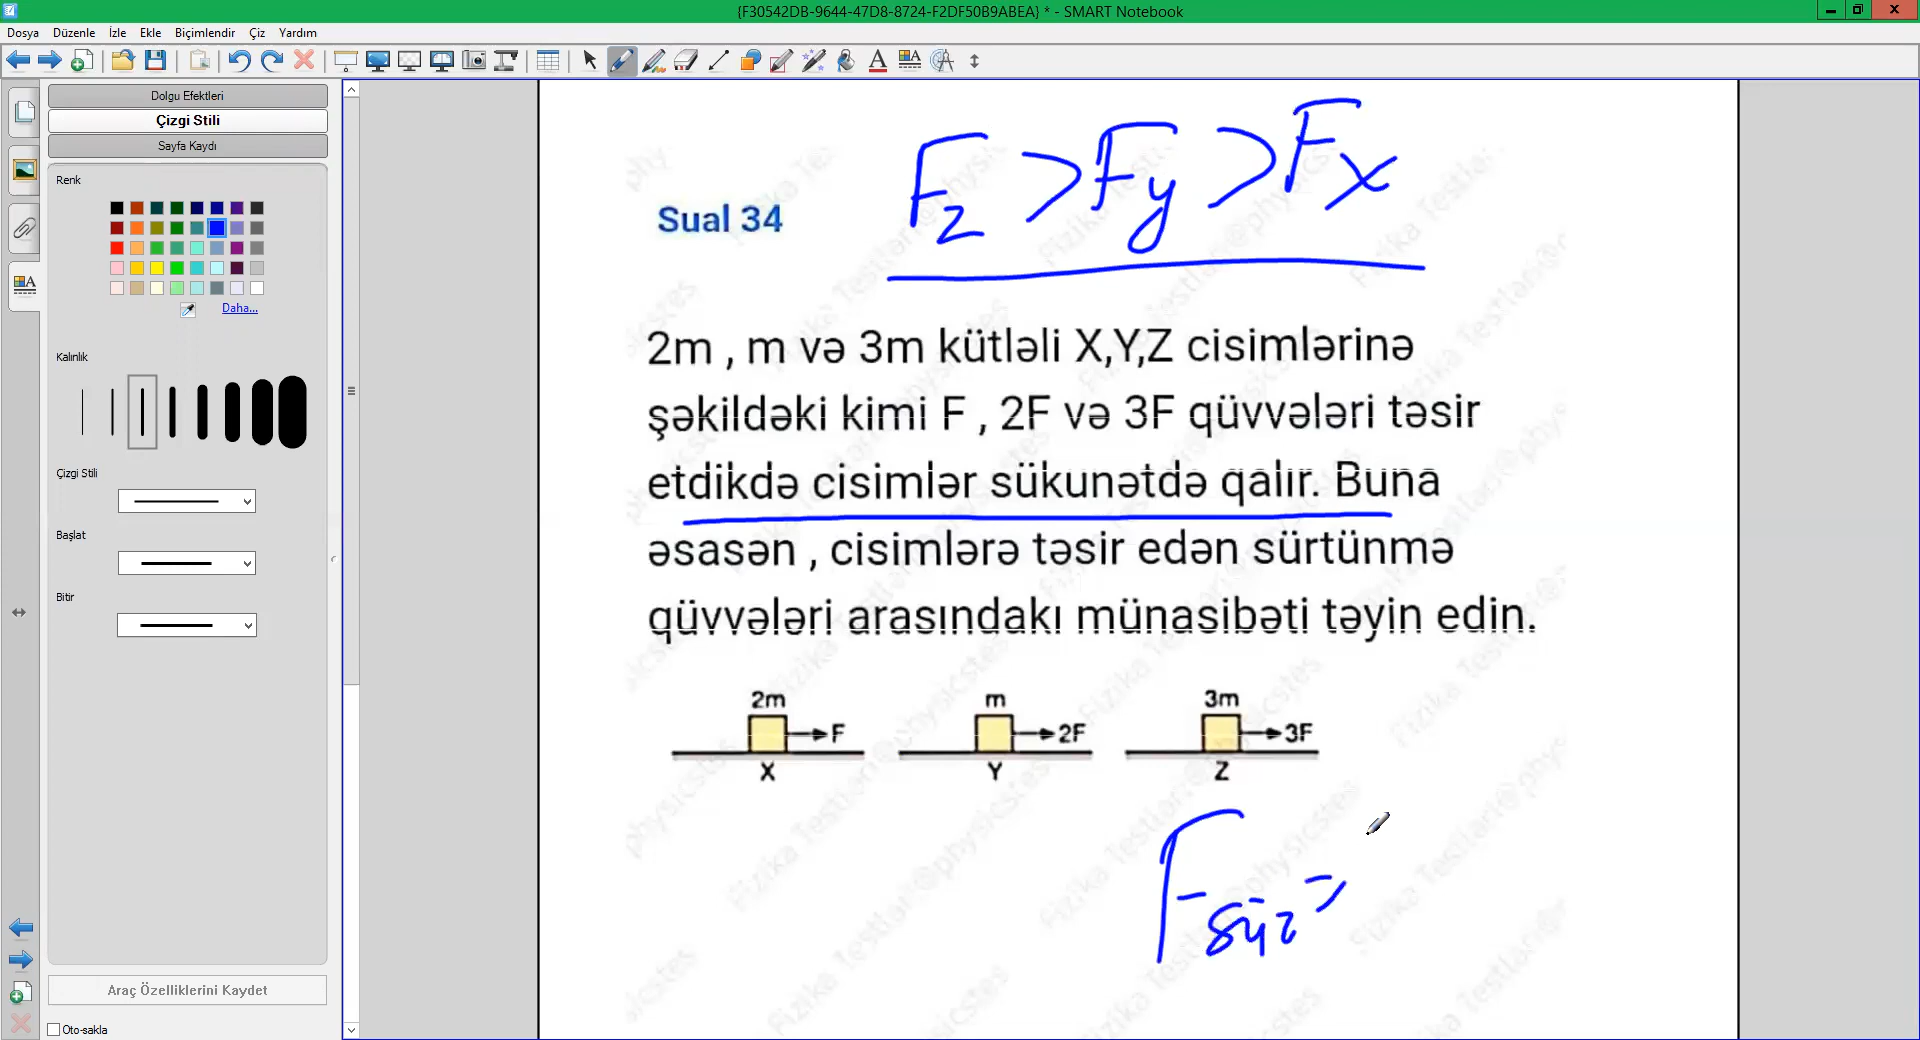 {F30542DB-9644-47D8-8724-F2DF50B9ABEA} * - SMART Notebook
Dosya Düzenle İzle Ekle Biçimlendir Çiz Yardım
Dolgu Efektleri
Çizgi Stili
Sayfa Kaydı
Renk
Daha...
Kalınlık
Çizgi Stili
Başlat
Bitir
Araç Özelliklerini Kaydet
Oto-sakla
Fz > Fy > Fx
Sual 34
2m , m və 3m kütləli X,Y,Z cisimlərinə
şəkildəki kimi F , 2F və 3F qüvvələri təsir
etdikdə cisimlər sükunətdə qalır. Buna
əsasən , cisimlərə təsir edən sürtünmə
qüvvələri arasındakı münasibəti təyin edin.
2m m 3m
F 2F 3F
X Y Z